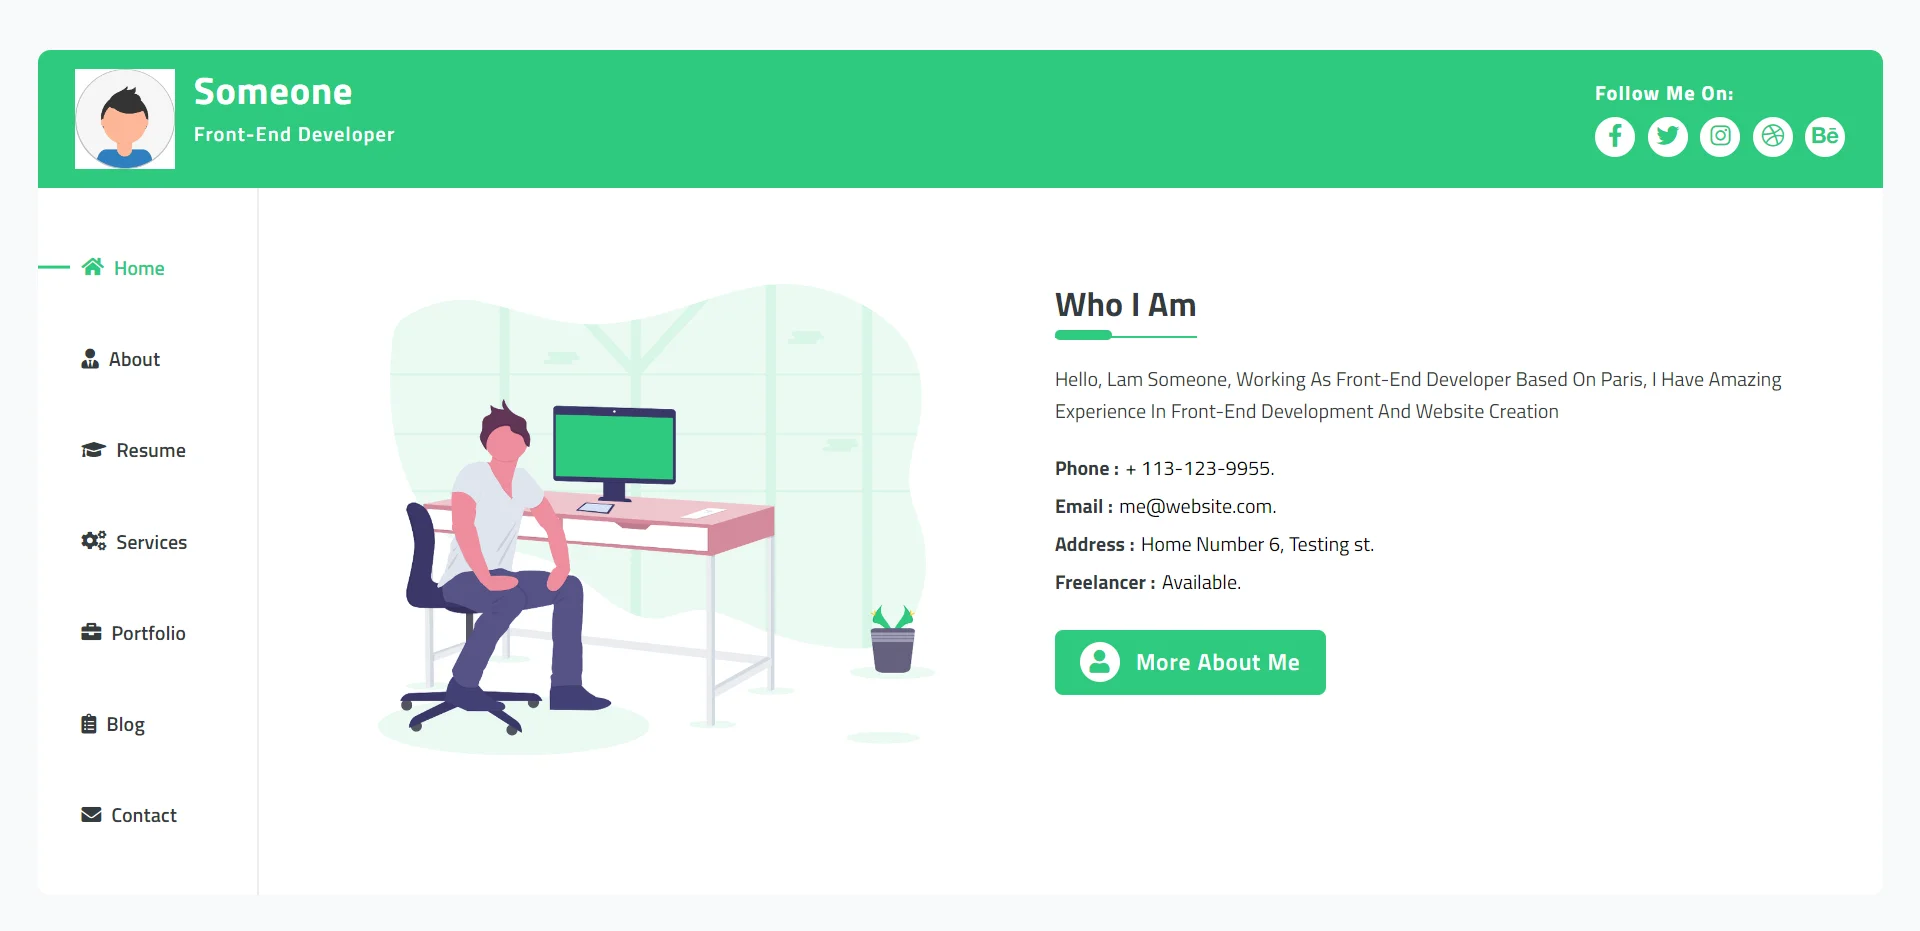 Someone
Front-End Developer
Follow Me On:
Bē
Home
About
Resume
Services
Portfolio
Blog
Contact
Who I Am
Hello, Lam Someone, Working As Front-End Developer Based On Paris, I Have Amazing
Experience In Front-End Development And Website Creation
Phone : + 113-123-9955.
Email : me@website.com.
Address : Home Number 6, Testing st.
Freelancer : Available.
More About Me